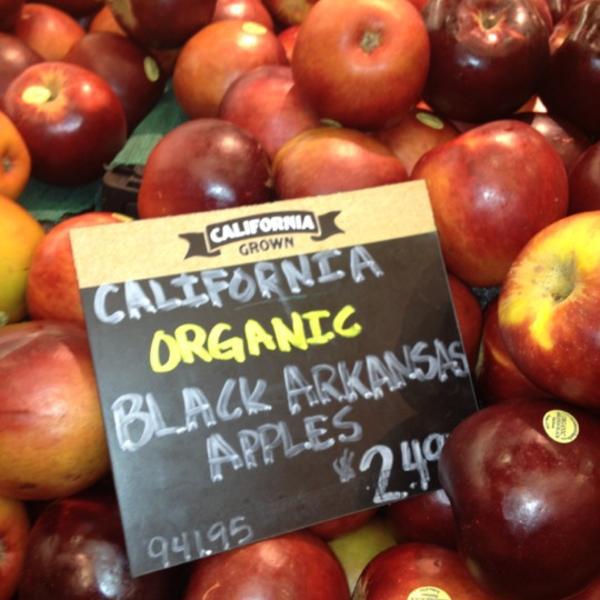 CALIFORNIA
GROWN
CALIFORNIA
ORGANIC
BLACK ARKANSAS
APPLES
$2.49
94195